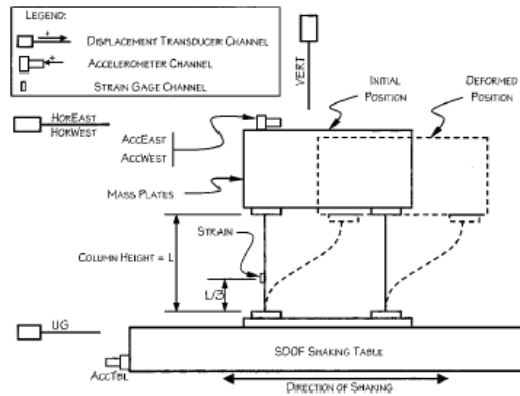 LEGEND:
DISPLACEMENT TRANSDUCER CHANNEL
ACCELEROMETER CHANNEL
STRAIN GAGE CHANNEL
VERT
INITIAL
POSITION
DEFORMED
POSITION
HOREAST
HORWEST
ACCEAST
ACCWEST
MASS PLATES
STRAIN
COLUMN HEIGHT = L
L/3
UG
SDOF SHAKING TABLE
ACCTBL
DIRECTION OF SHAKING